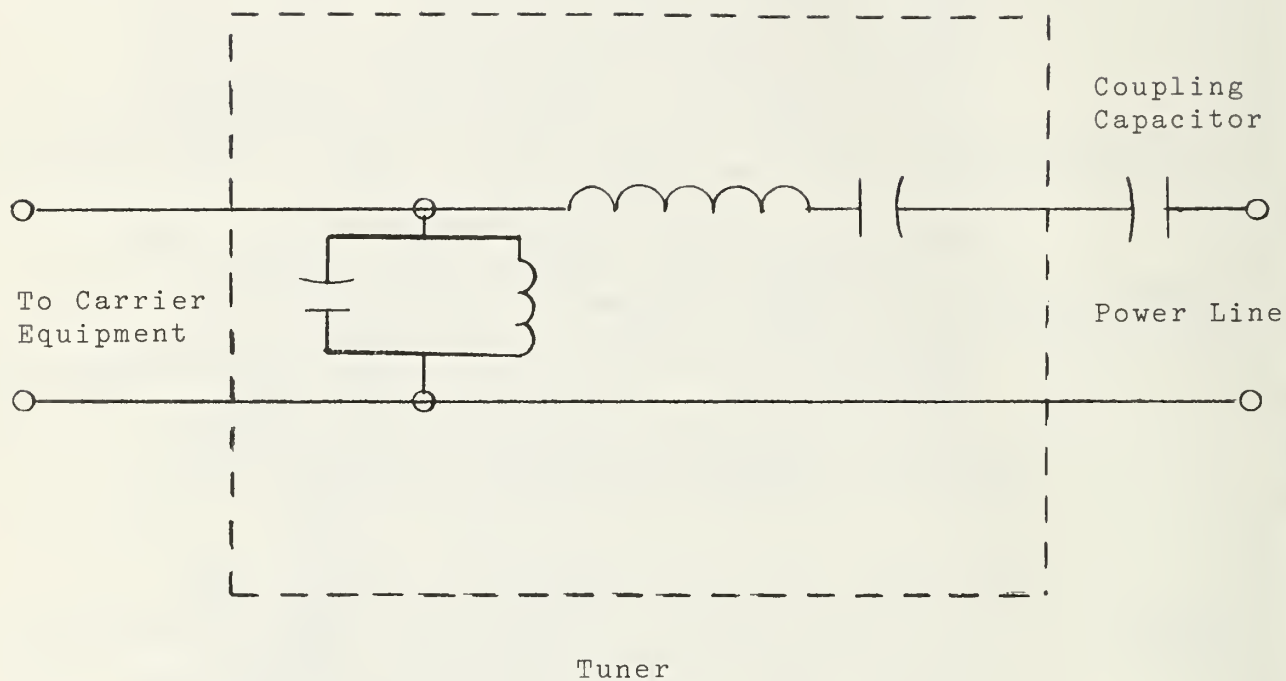 Coupling
Capacitor
To Carrier
Equipment
Power Line
Tuner